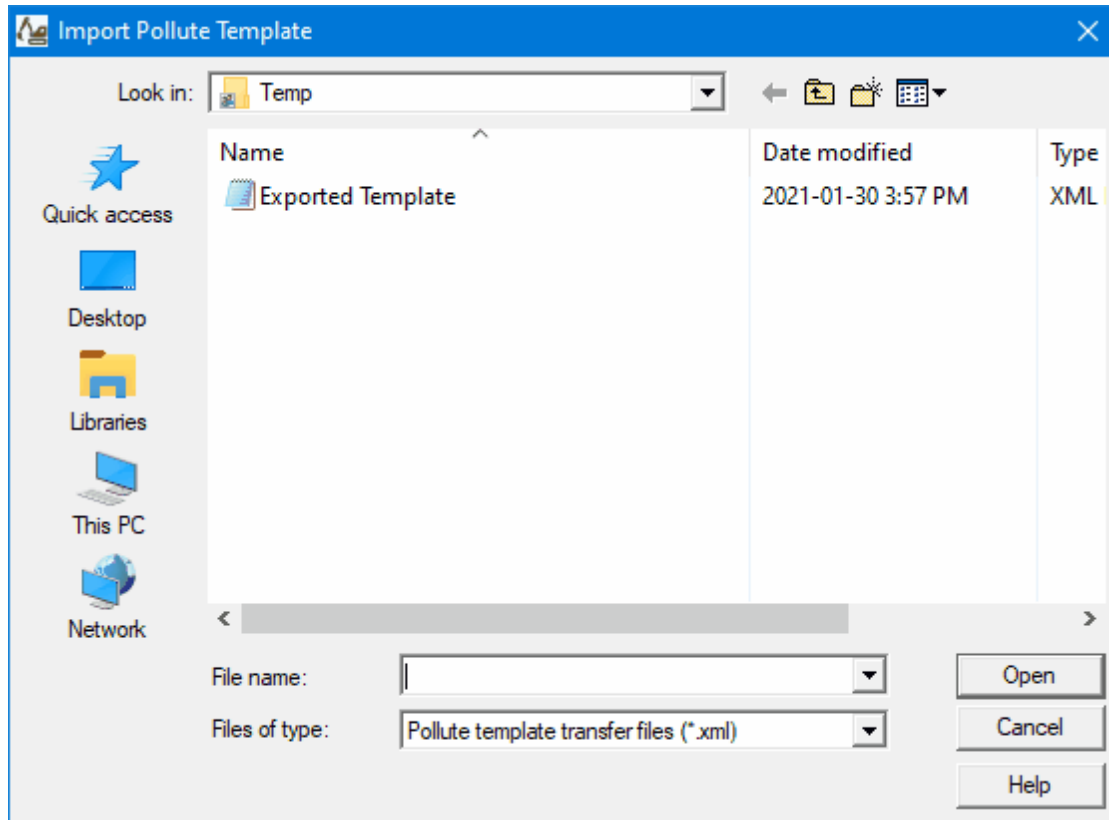 Import Pollute Template
Look in: Temp
Name Date modified Type
Exported Template 2021-01-30 3:57 PM XML
Quick access
Desktop
Libraries
This PC
Network
File name: Open
Files of type: Pollute template transfer files (*.xml) Cancel
Help